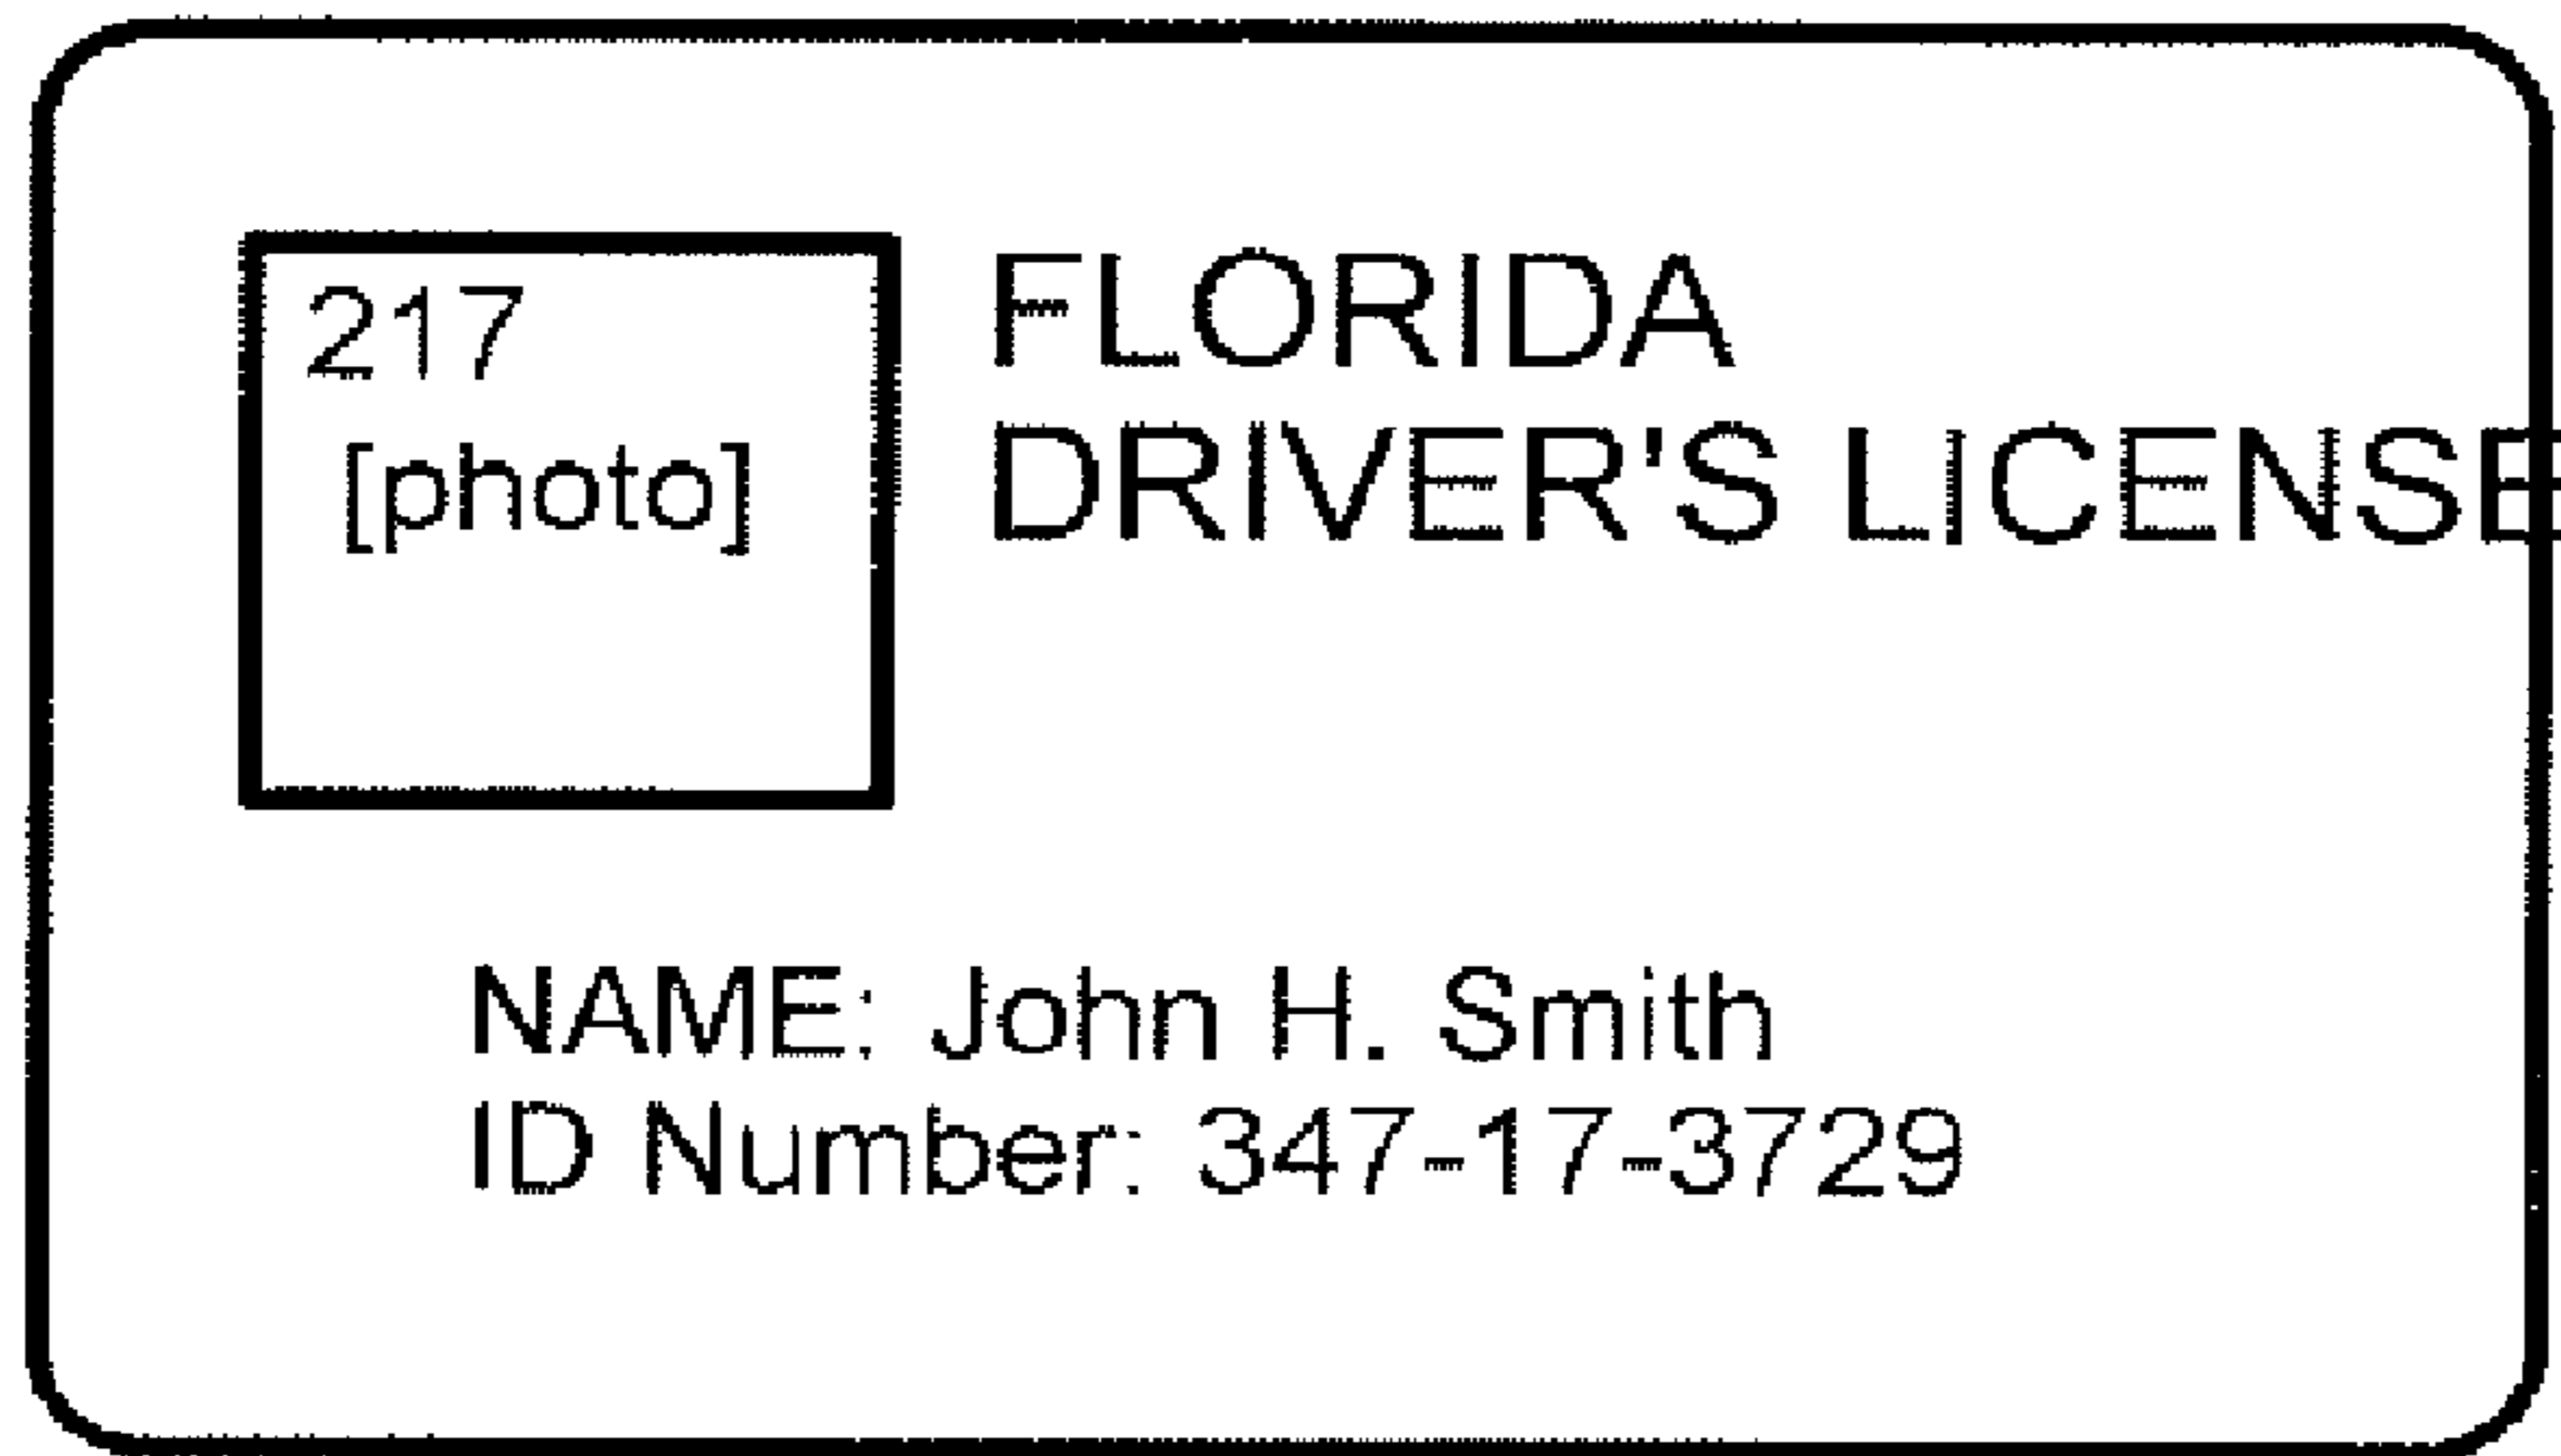 217
[photo]
FLORIDA
DRIVER'S LICENSE
NAME: John H. Smith
ID Number: 347-17-3729